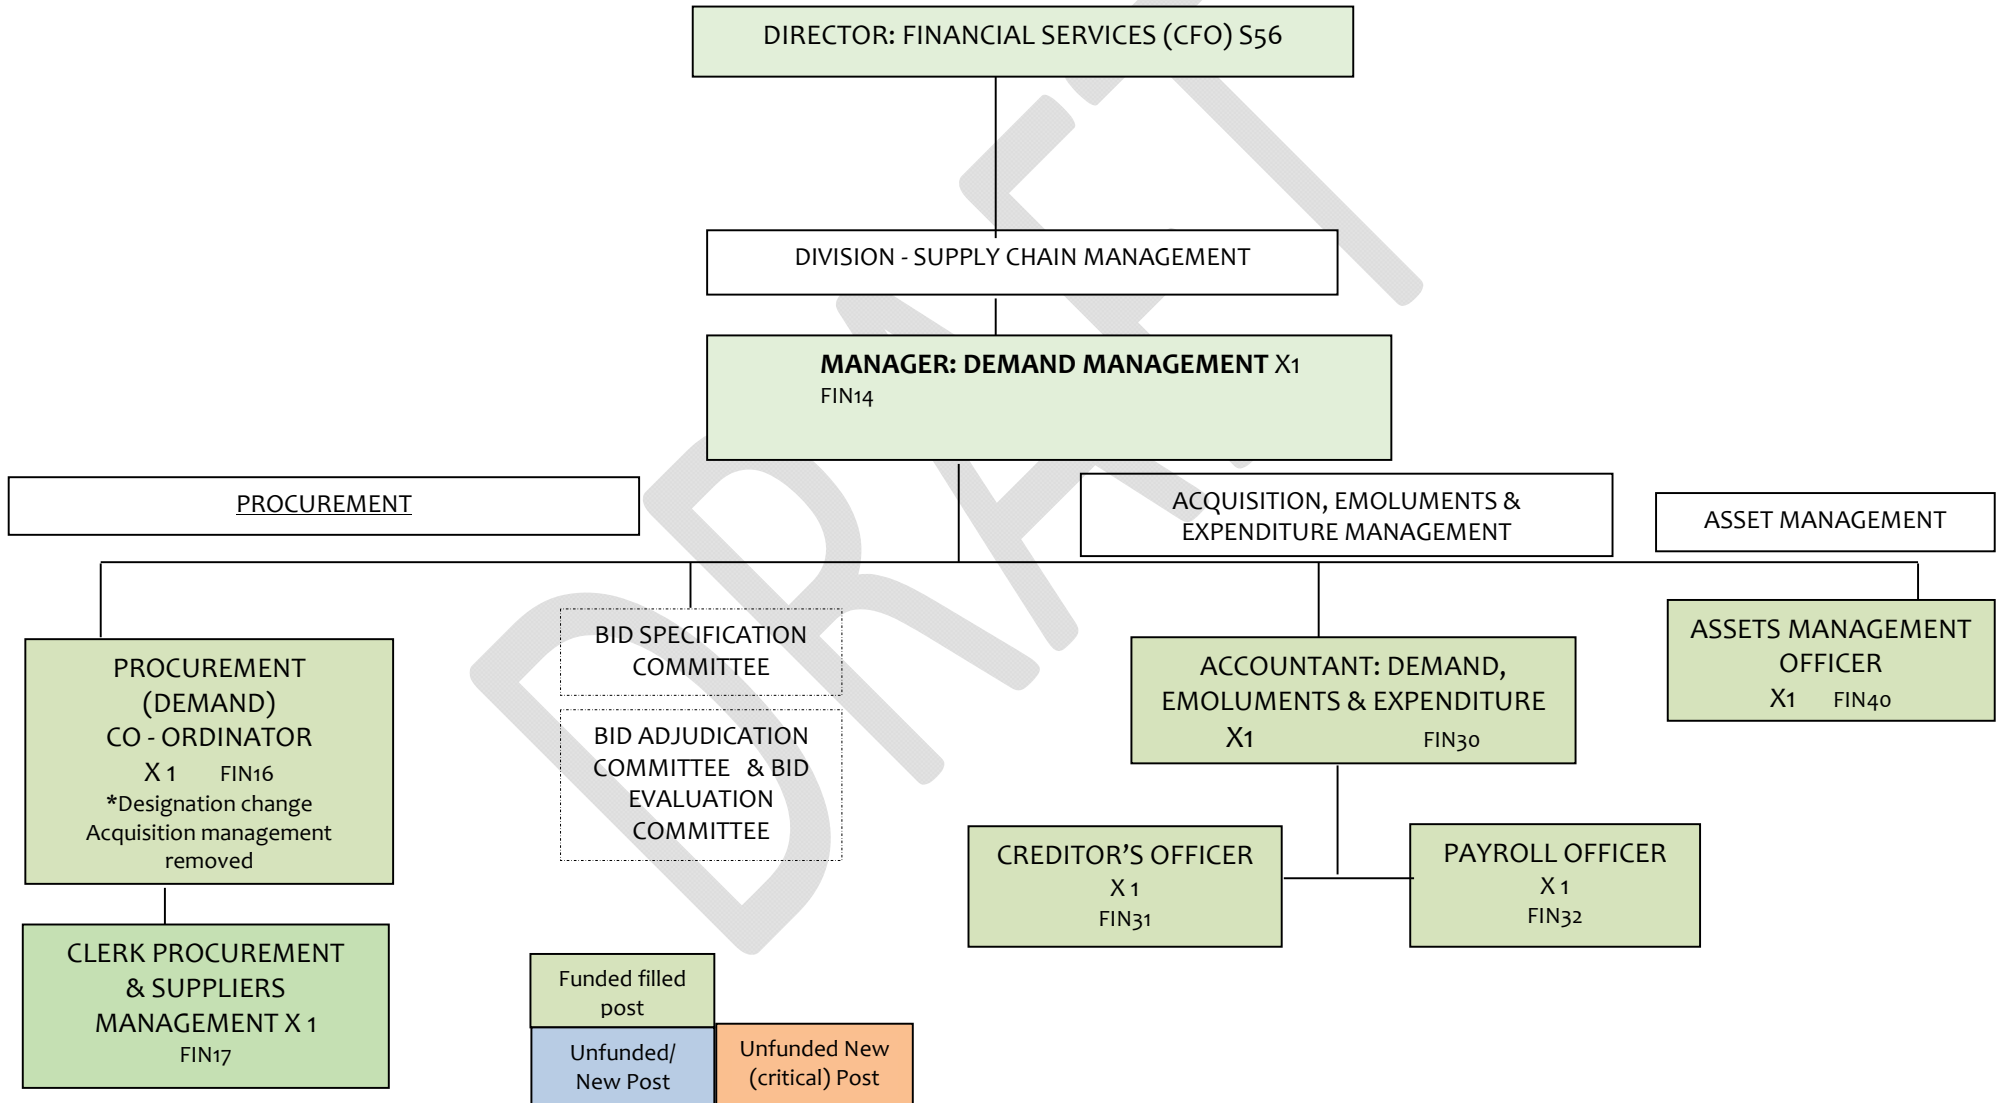 DIRECTOR: FINANCIAL SERVICES (CFO) S56
DIVISION - SUPPLY CHAIN MANAGEMENT
MANAGER: DEMAND MANAGEMENT X1
FIN14
PROCUREMENT
ACQUISITION, EMOLUMENTS &
EXPENDITURE MANAGEMENT
ASSET MANAGEMENT
PROCUREMENT
(DEMAND)
CO - ORDINATOR
X 1 FIN16
*Designation change
Acquisition management
removed
CLERK PROCUREMENT
& SUPPLIERS
MANAGEMENT X 1
FIN17
BID SPECIFICATION
COMMITTEE
BID ADJUDICATION
COMMITTEE & BID
EVALUATION
COMMITTEE
ACCOUNTANT: DEMAND,
EMOLUMENTS & EXPENDITURE
X1 FIN30
CREDITOR’S OFFICER
X 1
FIN31
PAYROLL OFFICER
X 1
FIN32
ASSETS MANAGEMENT
OFFICER
X1 FIN40
Funded filled
post
Unfunded/
New Post
Unfunded New
(critical) Post
DRAFT